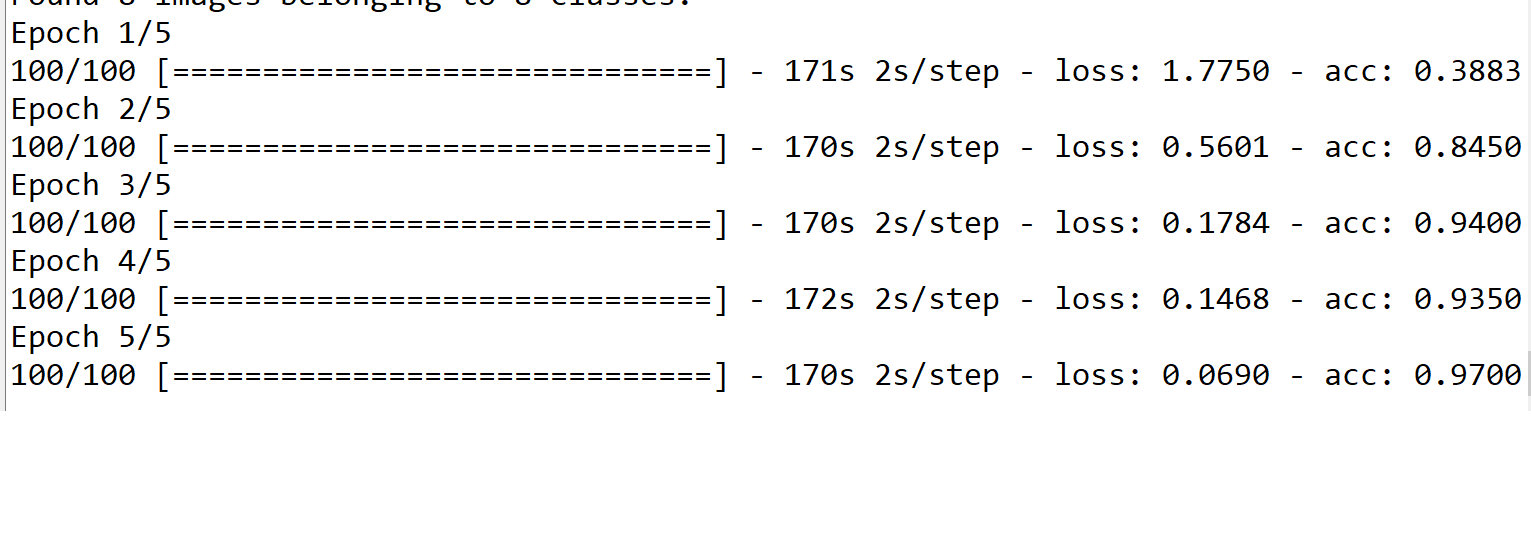 Found 8 images belonging to 8 classes.
Epoch 1/5
100/100 [==============================] - 171s 2s/step - loss: 1.7750 - acc: 0.3883
Epoch 2/5
100/100 [==============================] - 170s 2s/step - loss: 0.5601 - acc: 0.8450
Epoch 3/5
100/100 [==============================] - 170s 2s/step - loss: 0.1784 - acc: 0.9400
Epoch 4/5
100/100 [==============================] - 172s 2s/step - loss: 0.1468 - acc: 0.9350
Epoch 5/5
100/100 [==============================] - 170s 2s/step - loss: 0.0690 - acc: 0.9700